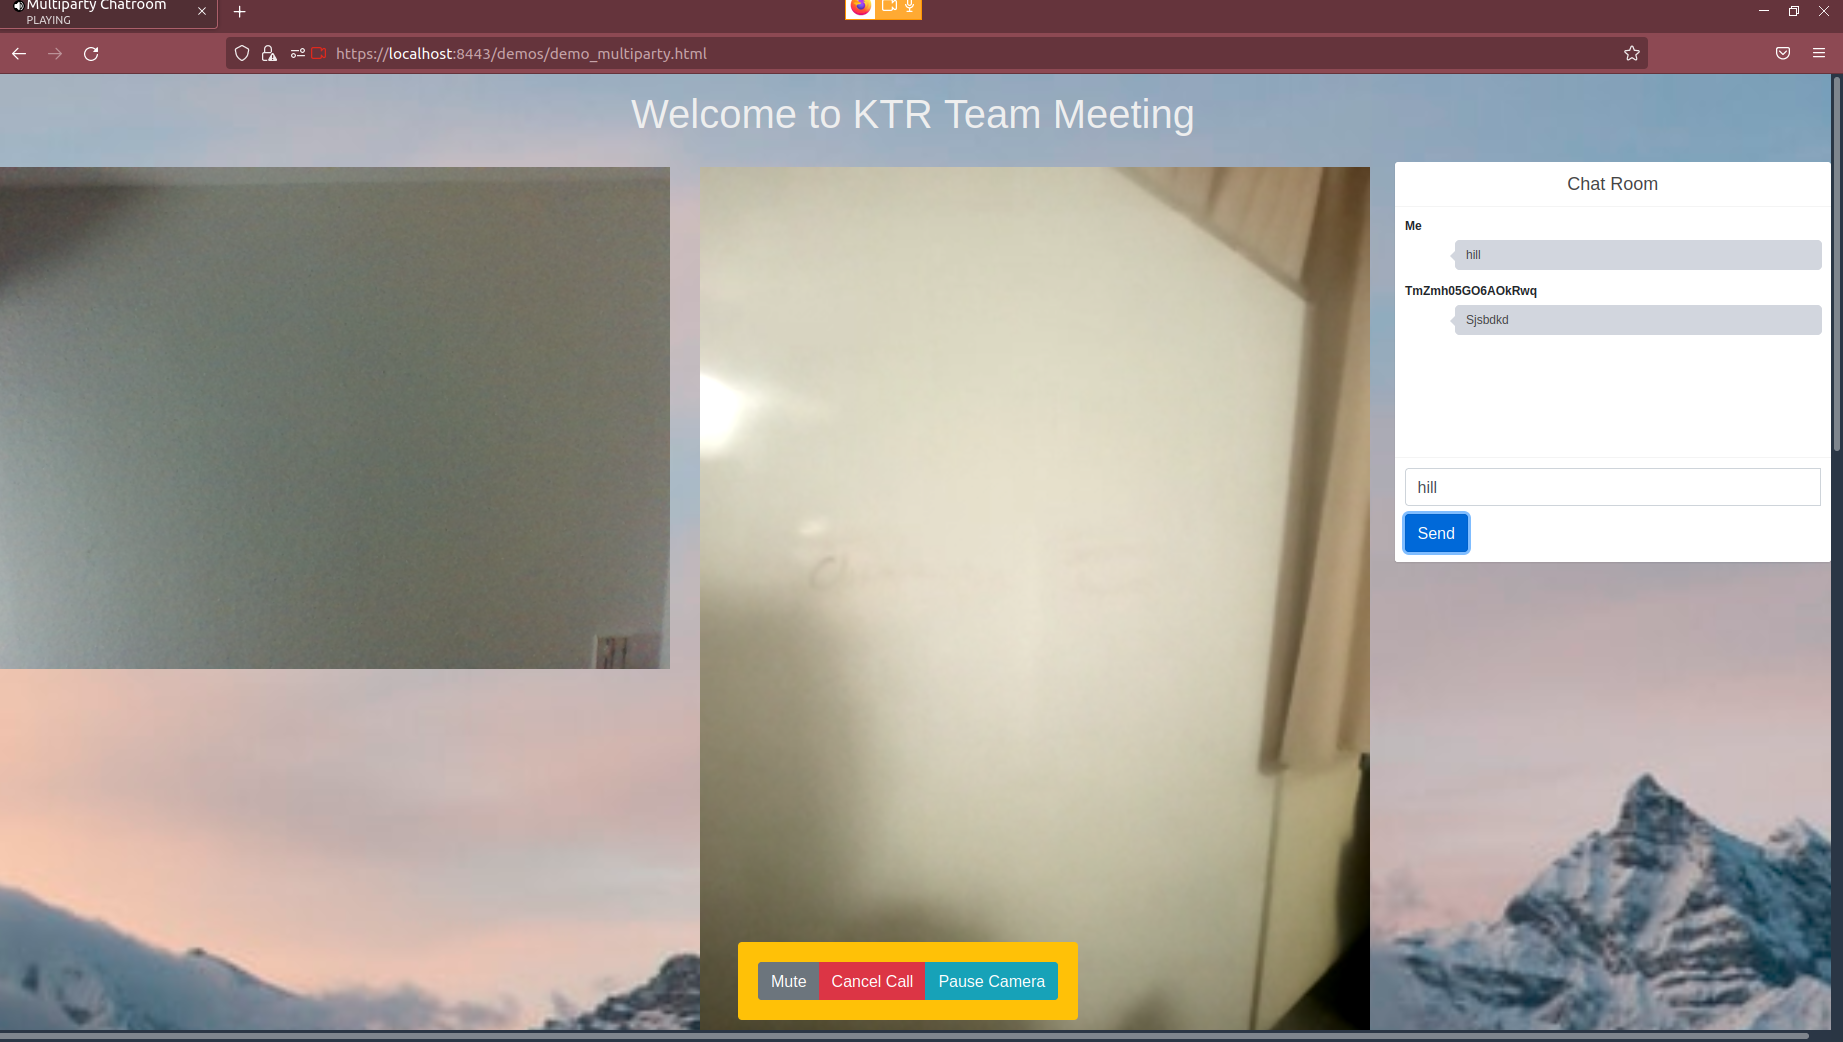 Multiparty Chatroom
PLAYING
https://localhost:8443/demos/demo_multiparty.html
Welcome to KTR Team Meeting
Chat Room
Me
hill
TmZmh05GO6AOkRwq
Sjsbdkd
hill
Send
Mute Cancel Call Pause Camera